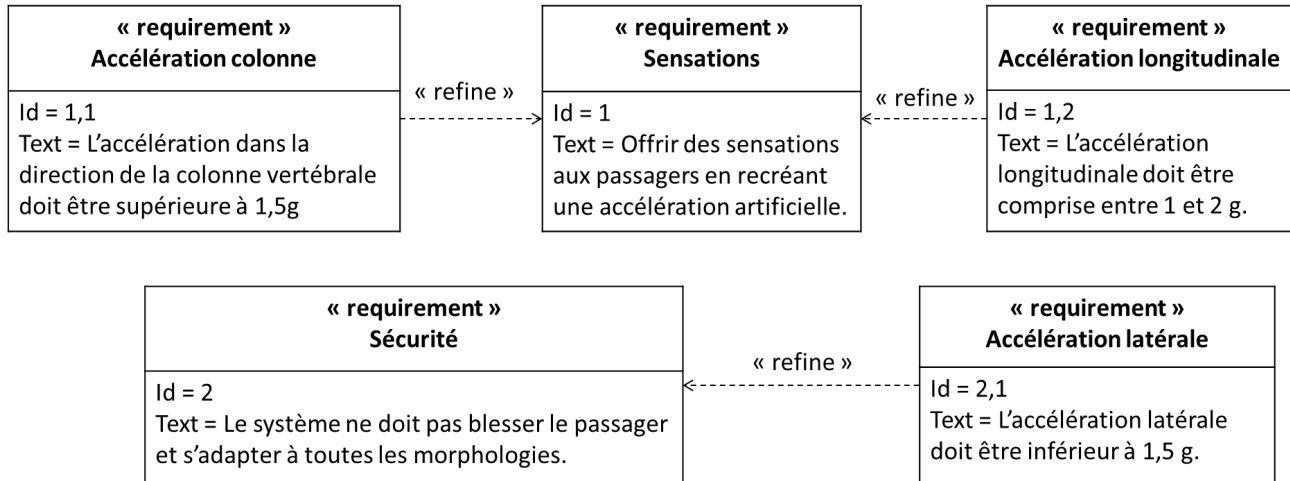 « requirement »
Accélération colonne
Id = 1,1
Text = L’accélération dans la
direction de la colonne vertébrale
doit être supérieure à 1,5g
« refine »
« requirement »
Sensations
Id = 1
Text = Offrir des sensations
aux passagers en recréant
une accélération artificielle.
« refine »
« requirement »
Accélération longitudinale
Id = 1,2
Text = L’accélération
longitudinale doit être
comprise entre 1 et 2 g.
« requirement »
Sécurité
Id = 2
Text = Le système ne doit pas blesser le passager
et s’adapter à toutes les morphologies.
« refine »
« requirement »
Accélération latérale
Id = 2,1
Text = L’accélération latérale
doit être inférieur à 1,5 g.